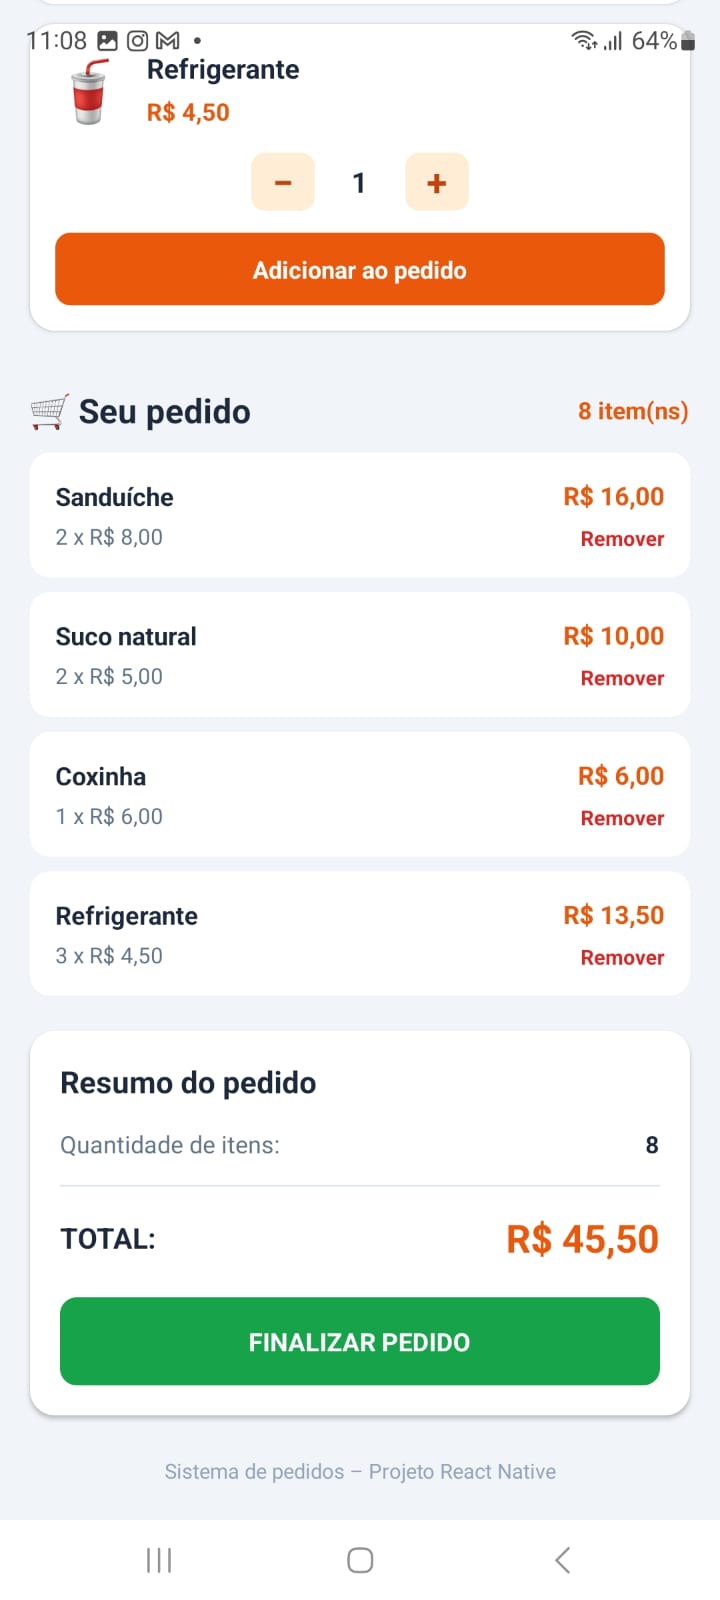 11:08 64%
Refrigerante
R$ 4,50
− 1 +
Adicionar ao pedido
Seu pedido 8 item(ns)
Sanduíche R$ 16,00
2 x R$ 8,00 Remover
Suco natural R$ 10,00
2 x R$ 5,00 Remover
Coxinha R$ 6,00
1 x R$ 6,00 Remover
Refrigerante R$ 13,50
3 x R$ 4,50 Remover
Resumo do pedido
Quantidade de itens: 8
TOTAL: R$ 45,50
FINALIZAR PEDIDO
Sistema de pedidos – Projeto React Native